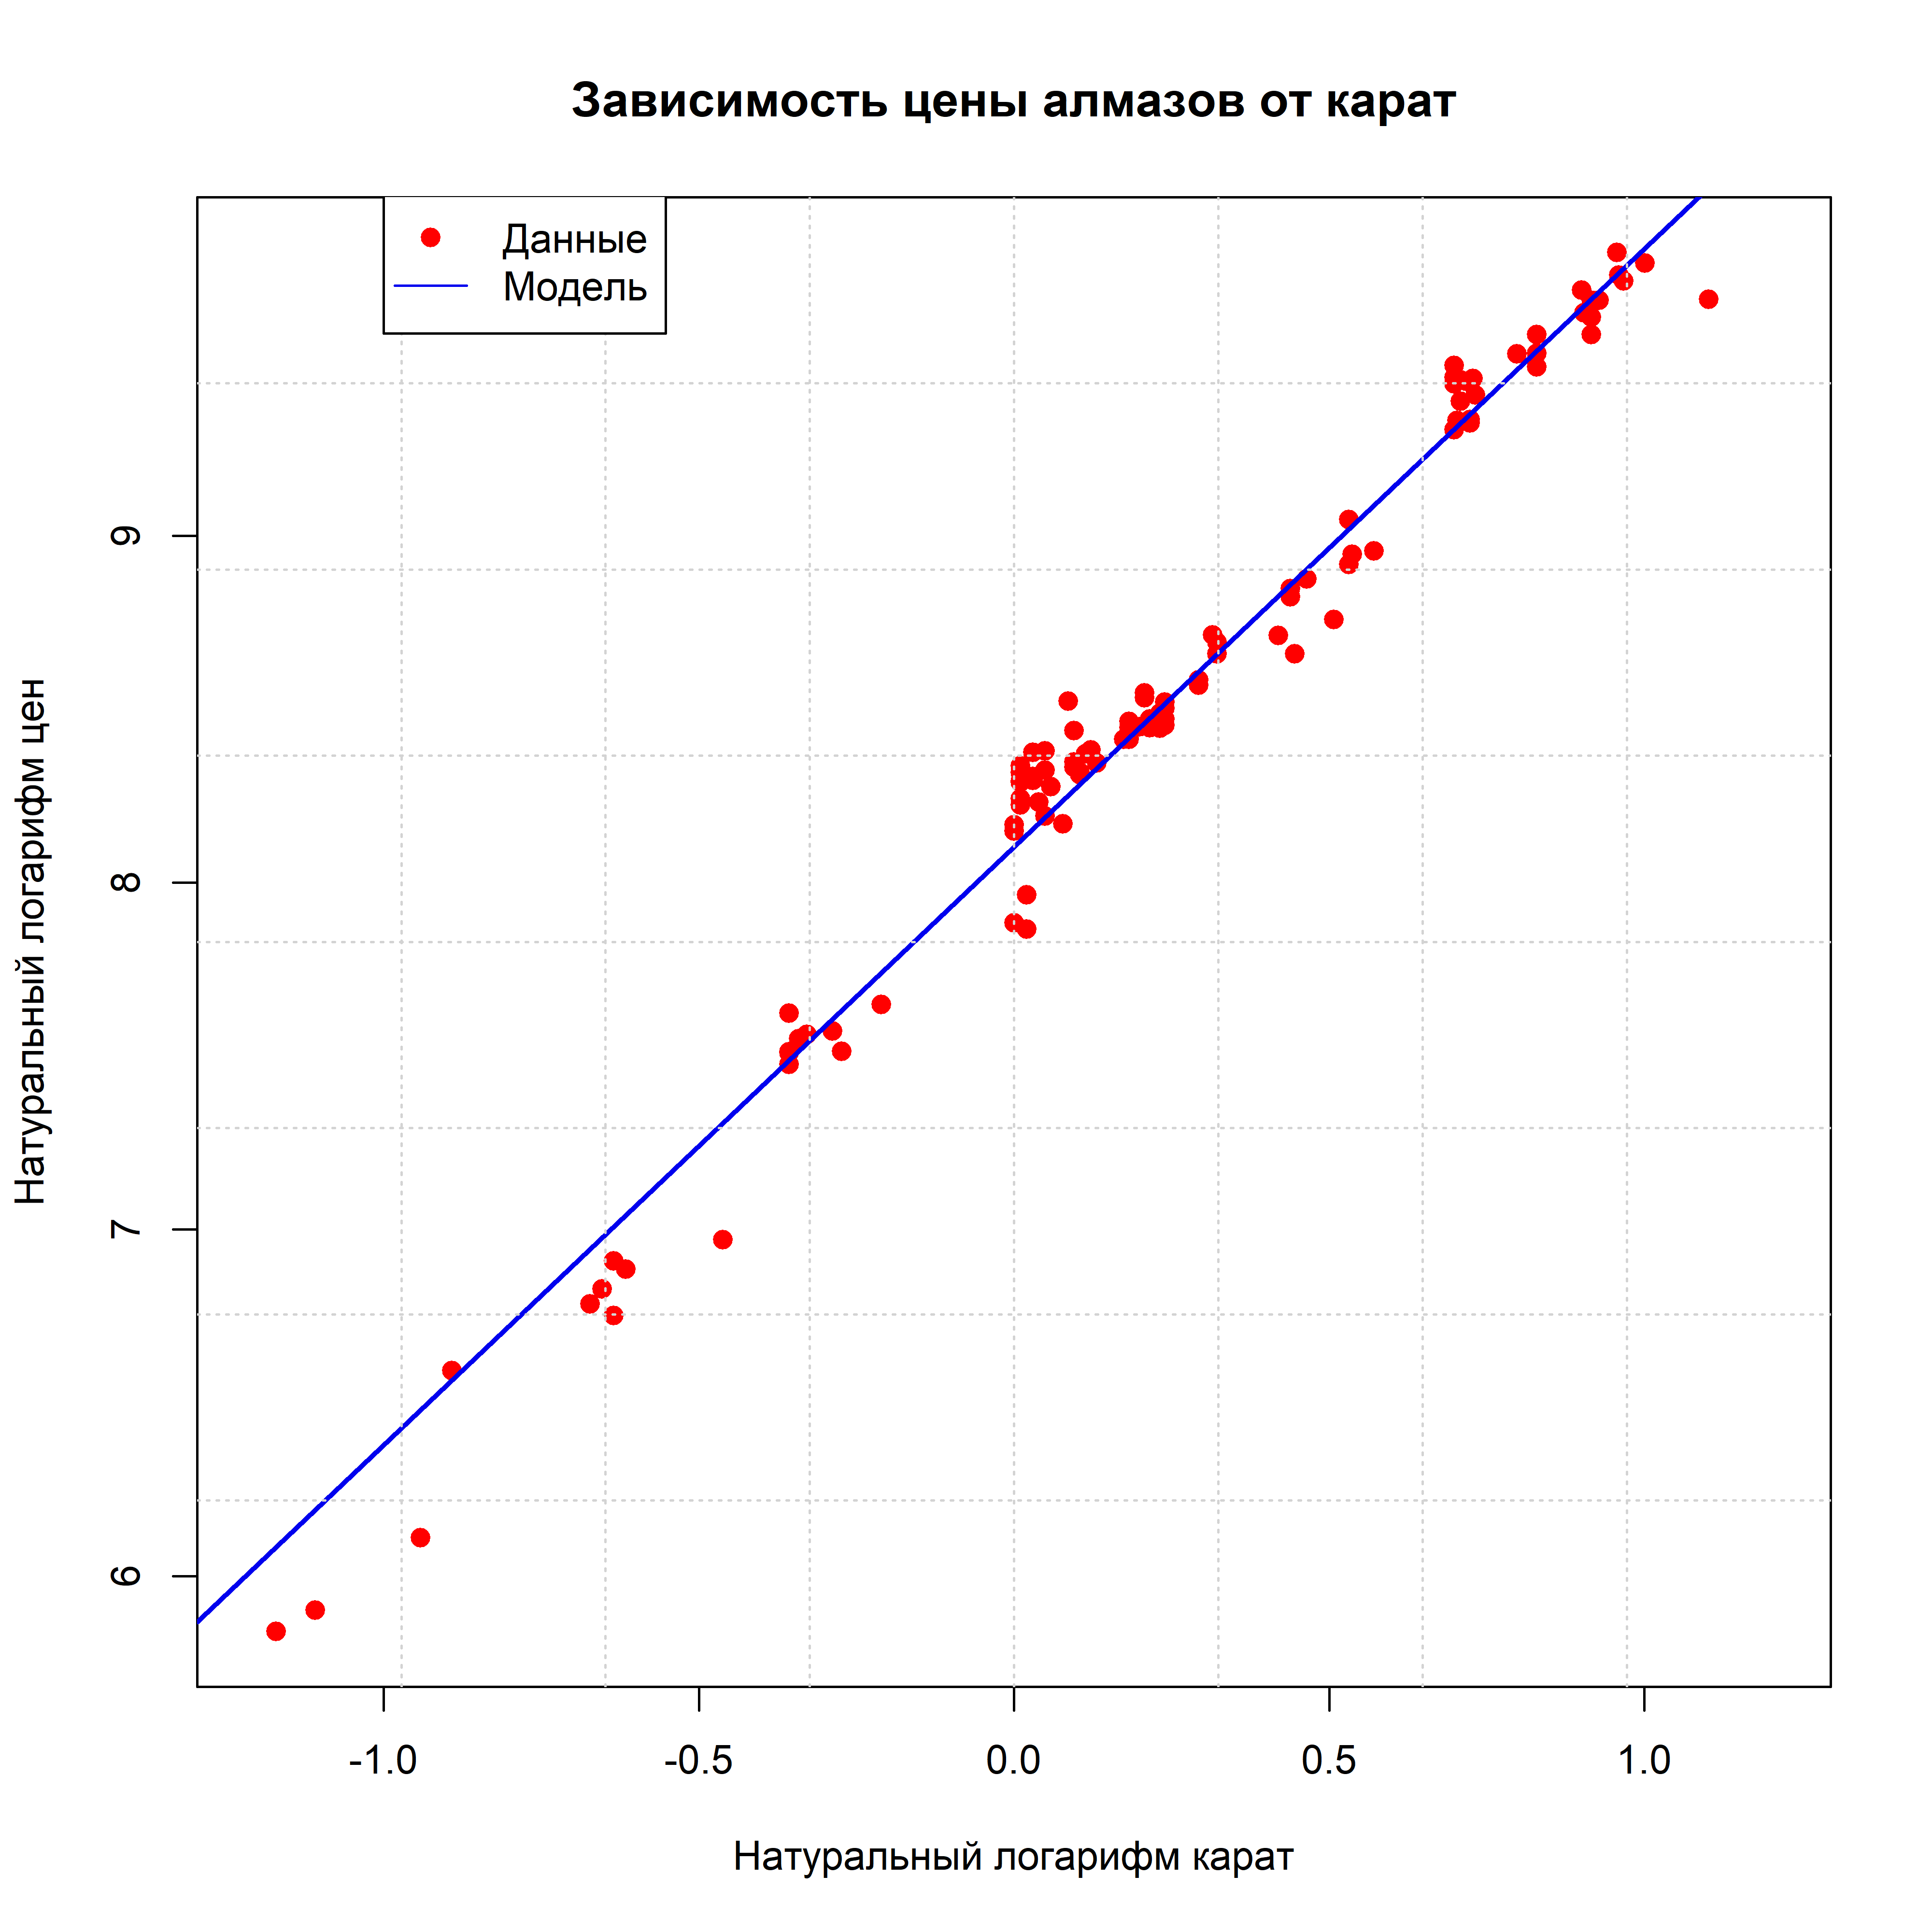 Зависимость цены алмазов от карат
Данные
Модель
Натуральный логарифм цен
9
8
7
6
-1.0 -0.5 0.0 0.5 1.0
Натуральный логарифм карат